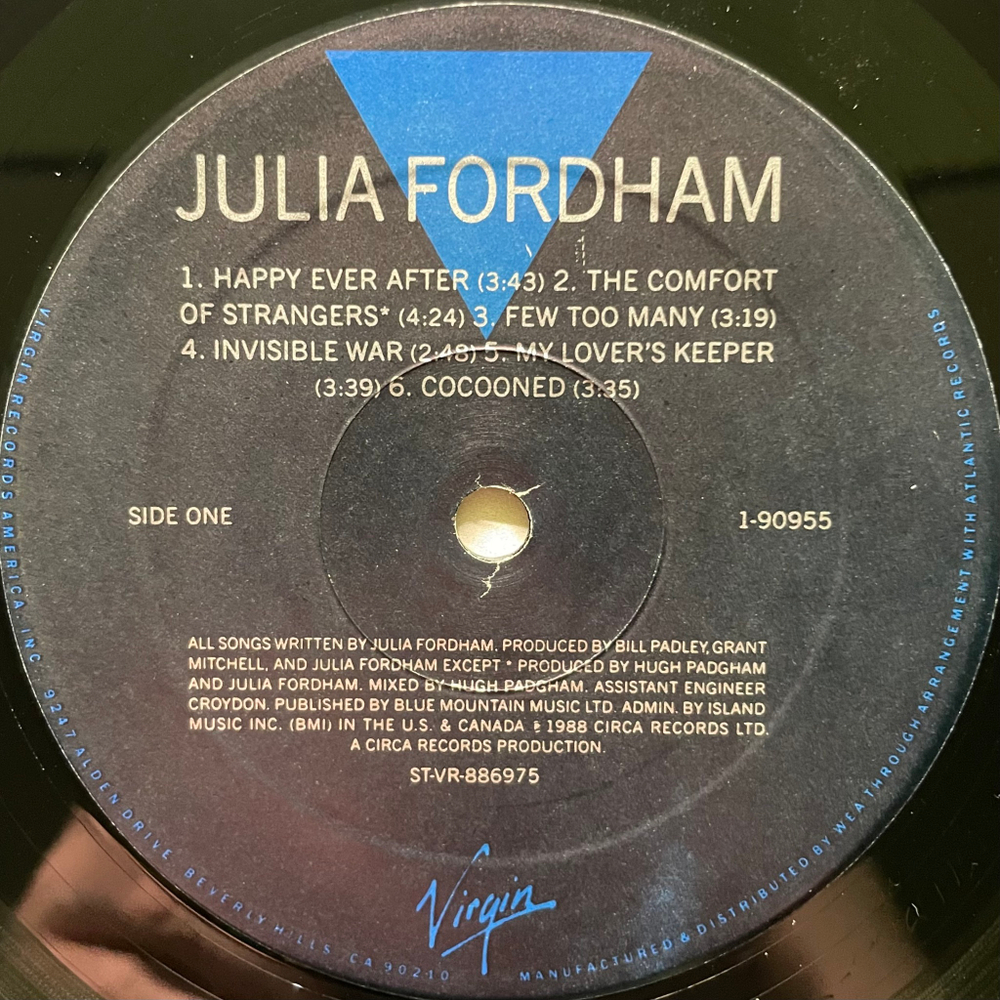 JULIA FORDHAM
1. HAPPY EVER AFTER (3:43) 2. THE COMFORT
OF STRANGERS* (4:24) 3. FEW TOO MANY (3:19)
4. INVISIBLE WAR (2:48) 5. MY LOVER'S KEEPER
(3:39) 6. COCOONED (3:35)
SIDE ONE
1-90955
ALL SONGS WRITTEN BY JULIA FORDHAM. PRODUCED BY BILL PADLEY, GRANT
MITCHELL, AND JULIA FORDHAM EXCEPT * PRODUCED BY HUGH PADGHAM
AND JULIA FORDHAM. MIXED BY HUGH PADGHAM. ASSISTANT ENGINEER
CROYDON. PUBLISHED BY BLUE MOUNTAIN MUSIC LTD. ADMIN. BY ISLAND
MUSIC INC. (BMI) IN THE U.S. & CANADA ℗ 1988 CIRCA RECORDS LTD.
A CIRCA RECORDS PRODUCTION.
ST-VR-886975
Virgin
VIRGIN RECORDS AMERICA, INC. 9247 ALDEN DRIVE BEVERLY HILLS, CA 90210
MANUFACTURED & DISTRIBUTED BY WEA THROUGH ARRANGEMENT WITH ATLANTIC RECORDS